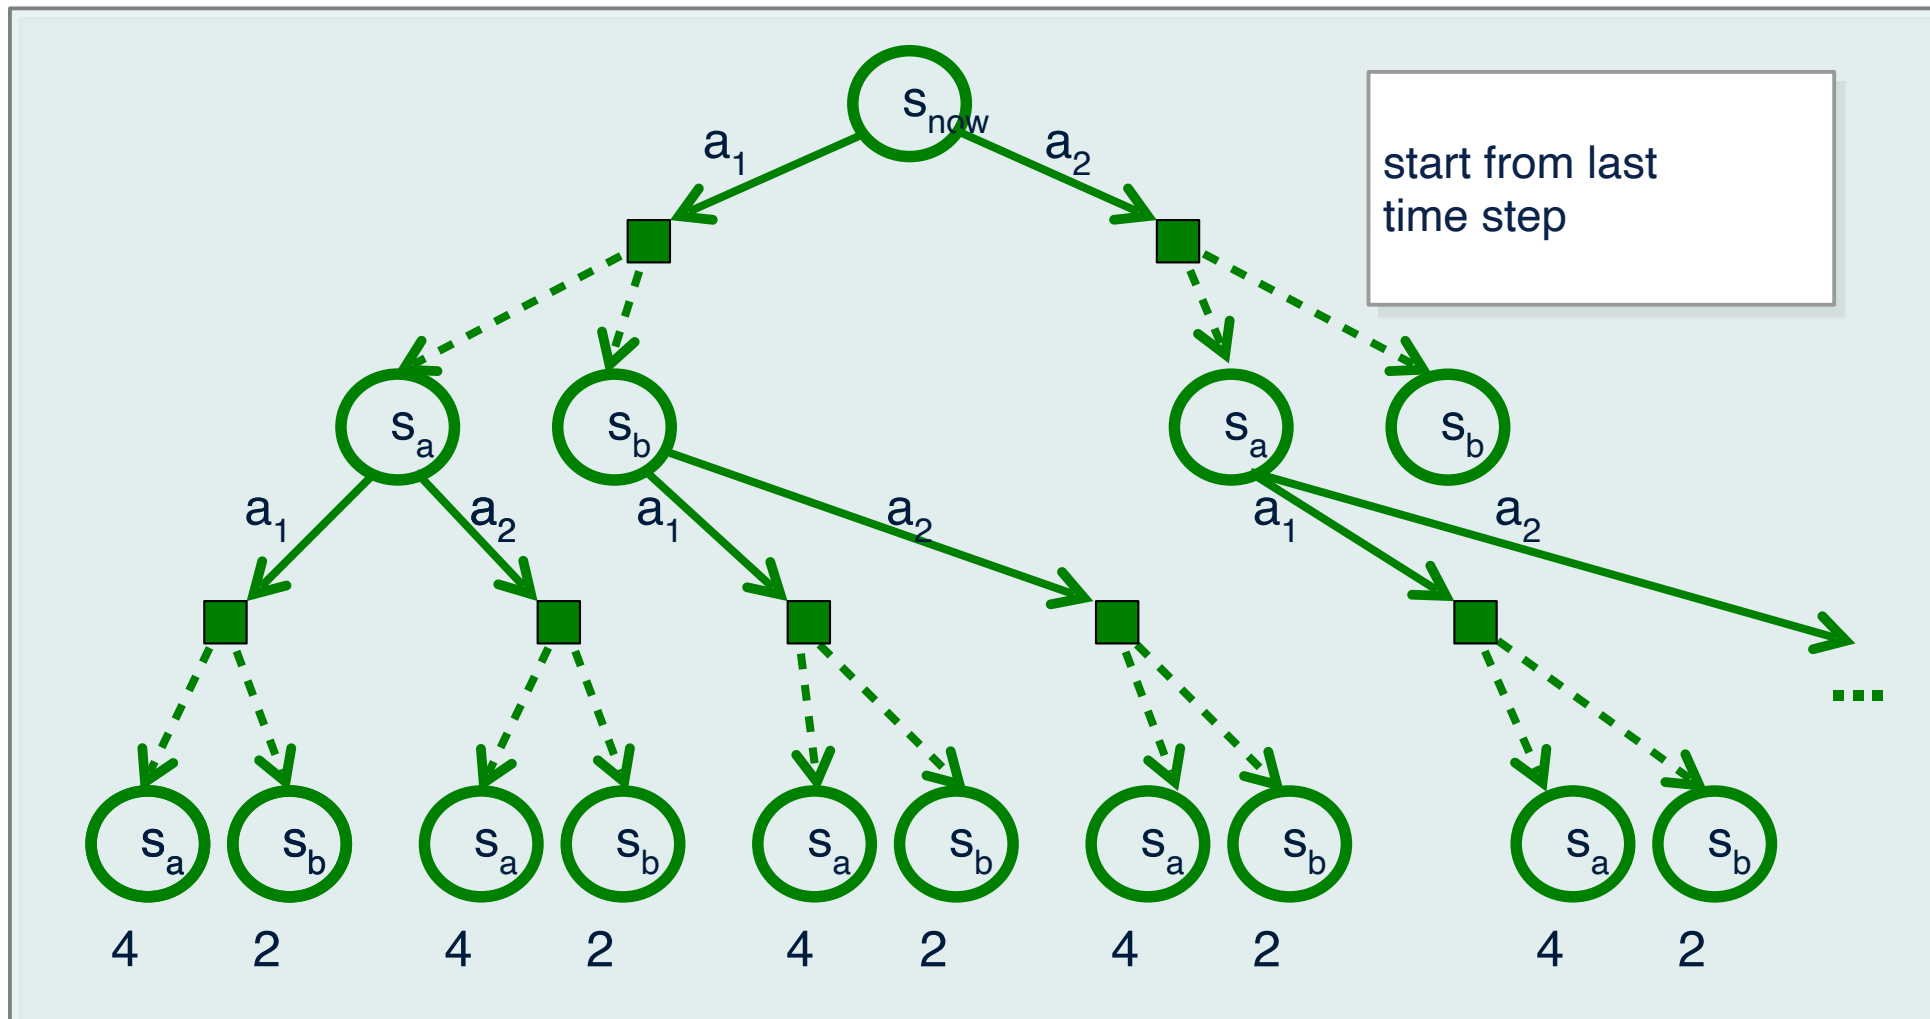 s_now
a_1 a_2
start from last
time step
s_a s_b s_a s_b
a_1 a_2 a_1 a_2 a_1 a_2
s_a s_b s_a s_b s_a s_b s_a s_b s_a s_b
4 2 4 2 4 2 4 2 4 2